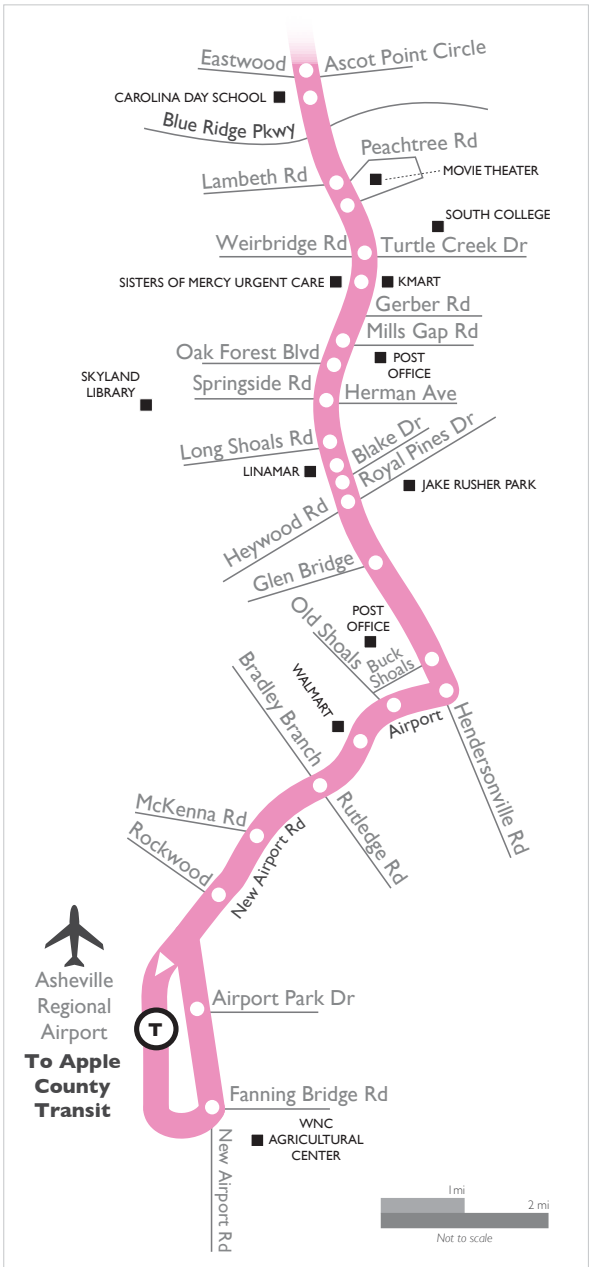 Eastwood
Ascot Point Circle
CAROLINA DAY SCHOOL
Blue Ridge Pkwy
Peachtree Rd
MOVIE THEATER
Lambeth Rd
SOUTH COLLEGE
Weirbridge Rd
Turtle Creek Dr
SISTERS OF MERCY URGENT CARE
KMART
Gerber Rd
Mills Gap Rd
Oak Forest Blvd
POST
OFFICE
SKYLAND
LIBRARY
Springside Rd
Herman Ave
Long Shoals Rd
Blake Dr
Royal Pines Dr
LINAMAR
JAKE RUSHER PARK
Heywood Rd
Glen Bridge
POST
OFFICE
Old Shoals
Buck
Shoals
WALMART
Bradley Branch
Airport
Hendersonville Rd
McKenna Rd
Rutledge Rd
Rockwood
New Airport Rd
Asheville
Regional
Airport
T
To Apple
County
Transit
Airport Park Dr
Fanning Bridge Rd
WNC
AGRICULTURAL
CENTER
New Airport Rd
1mi
2 mi
Not to scale